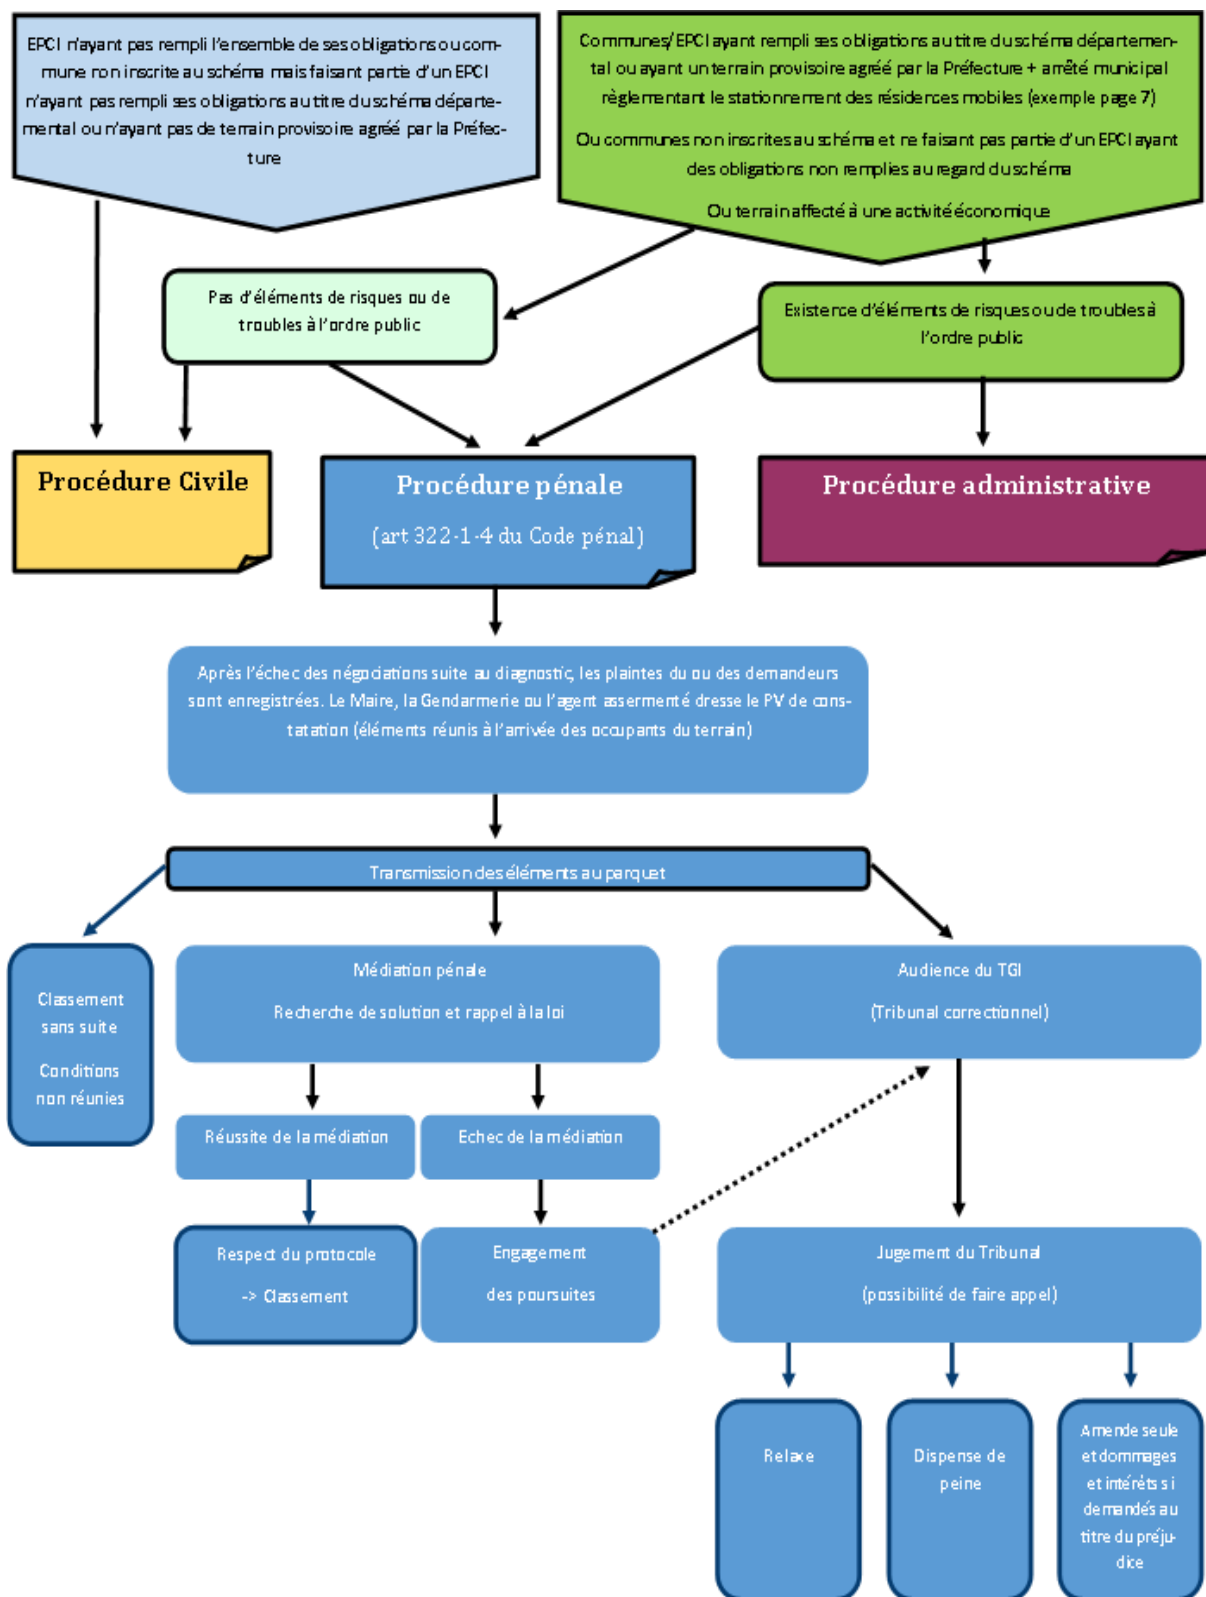 EPCI n'ayant pas rempli l'ensemble de ses obligations ou com-
mune non inscrite au schéma mais faisant partie d'un EPCI
n'ayant pas rempli ses obligations au titre du schéma départe-
mental ou n'ayant pas de terrain provisoire agréé par la Préfec-
ture
Communes/EPCI ayant rempli ses obligations au titre du schéma départemen-
tal ou ayant un terrain provisoire agréé par la Préfecture + arrêté municipal
règlementant le stationnement des résidences mobiles (exemple page 7)
Ou communes non inscrites au schéma et ne faisant pas partie d'un EPCI ayant
des obligations non remplies au regard du schéma
Ou terrain affecté à une activité économique
Pas d'éléments de risques ou de
troubles à l'ordre public
Existence d'éléments de risques ou de troubles à
l'ordre public
Procédure Civile
Procédure pénale
(art 322-1-4 du Code pénal)
Procédure administrative
Après l'échec des négociations suite au diagnostic, les plaintes du ou des demandeurs
sont enregistrées. Le Maire, la Gendarmerie ou l'agent assermenté dresse le PV de cons-
tatation (éléments réunis à l'arrivée des occupants du terrain)
Transmission des éléments au parquet
Classement
sans suite
Conditions
non réunies
Médiation pénale
Recherche de solution et rappel à la loi
Audience du TGI
(Tribunal correctionnel)
Réussite de la médiation
Echec de la médiation
Respect du protocole
-> Classement
Engagement
des poursuites
Jugement du Tribunal
(possibilité de faire appel)
Relaxe
Dispense de
peine
Amende seule
et dommages
et intérêts si
demandés au
titre du préju-
dice